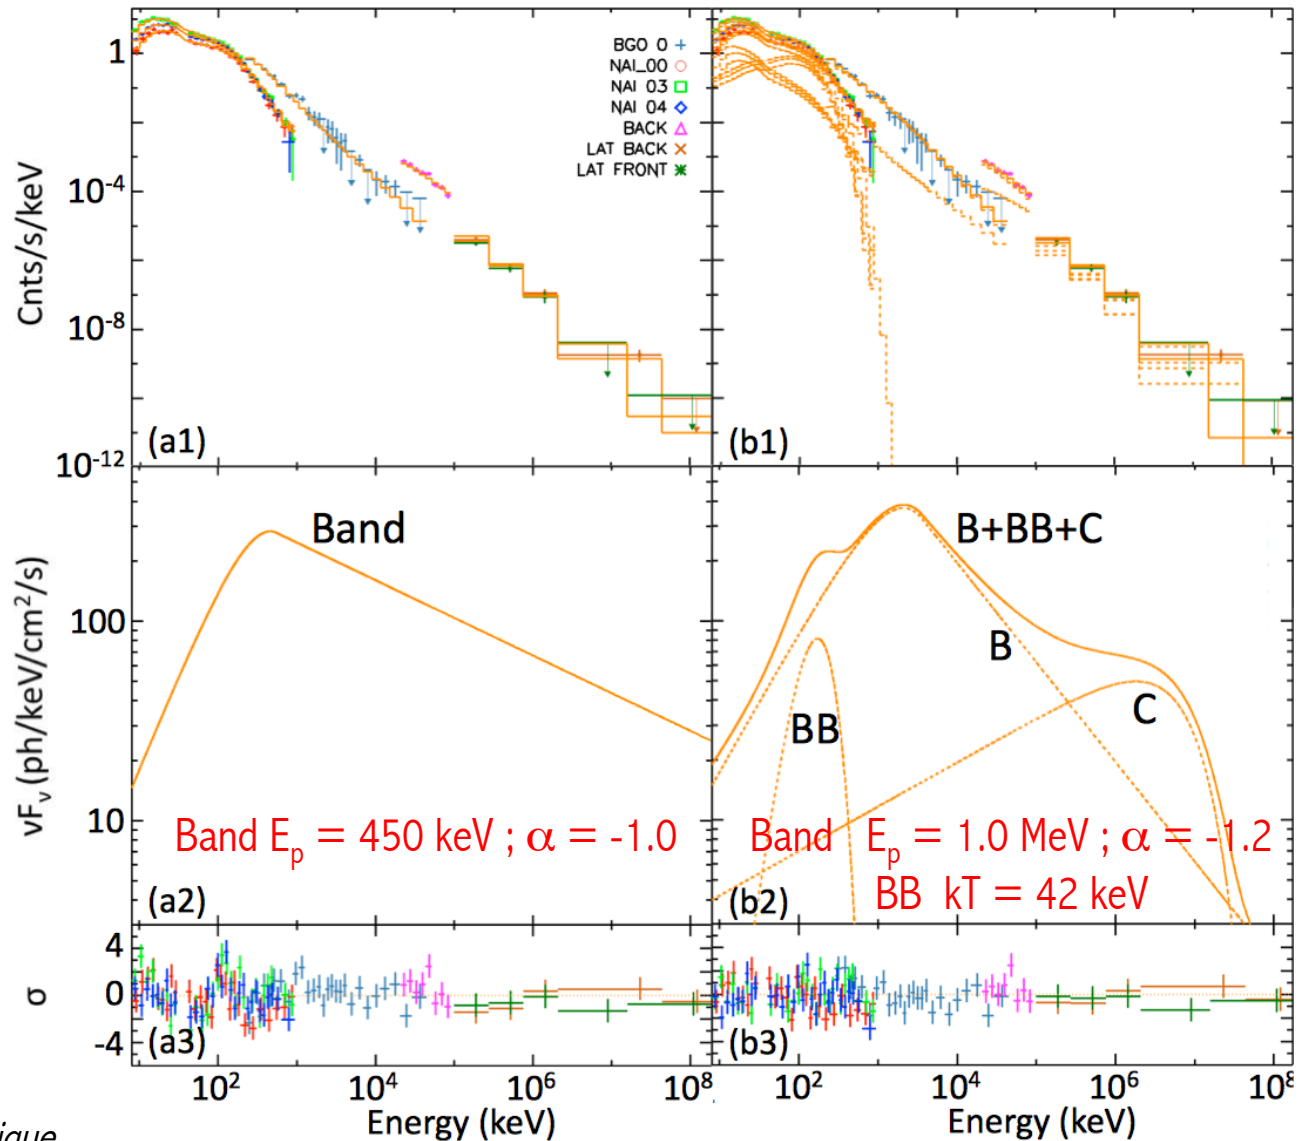 1
10-4
10-8
10-12
Cnts/s/keV
BGO 0
NAI_00
NAI 03
NAI 04
BACK
LAT BACK
LAT FRONT
(a1)
(b1)
100
10
νFν (ph/keV/cm2/s)
Band
Band Ep = 450 keV ; α = -1.0
(a2)
B+BB+C
B
BB
C
Band Ep = 1.0 MeV ; α = -1.2
BB kT = 42 keV
(b2)
4
0
-4
σ
(a3)
(b3)
102 104 106 108
102 104 106 108
Energy (keV)
Energy (keV)
ique